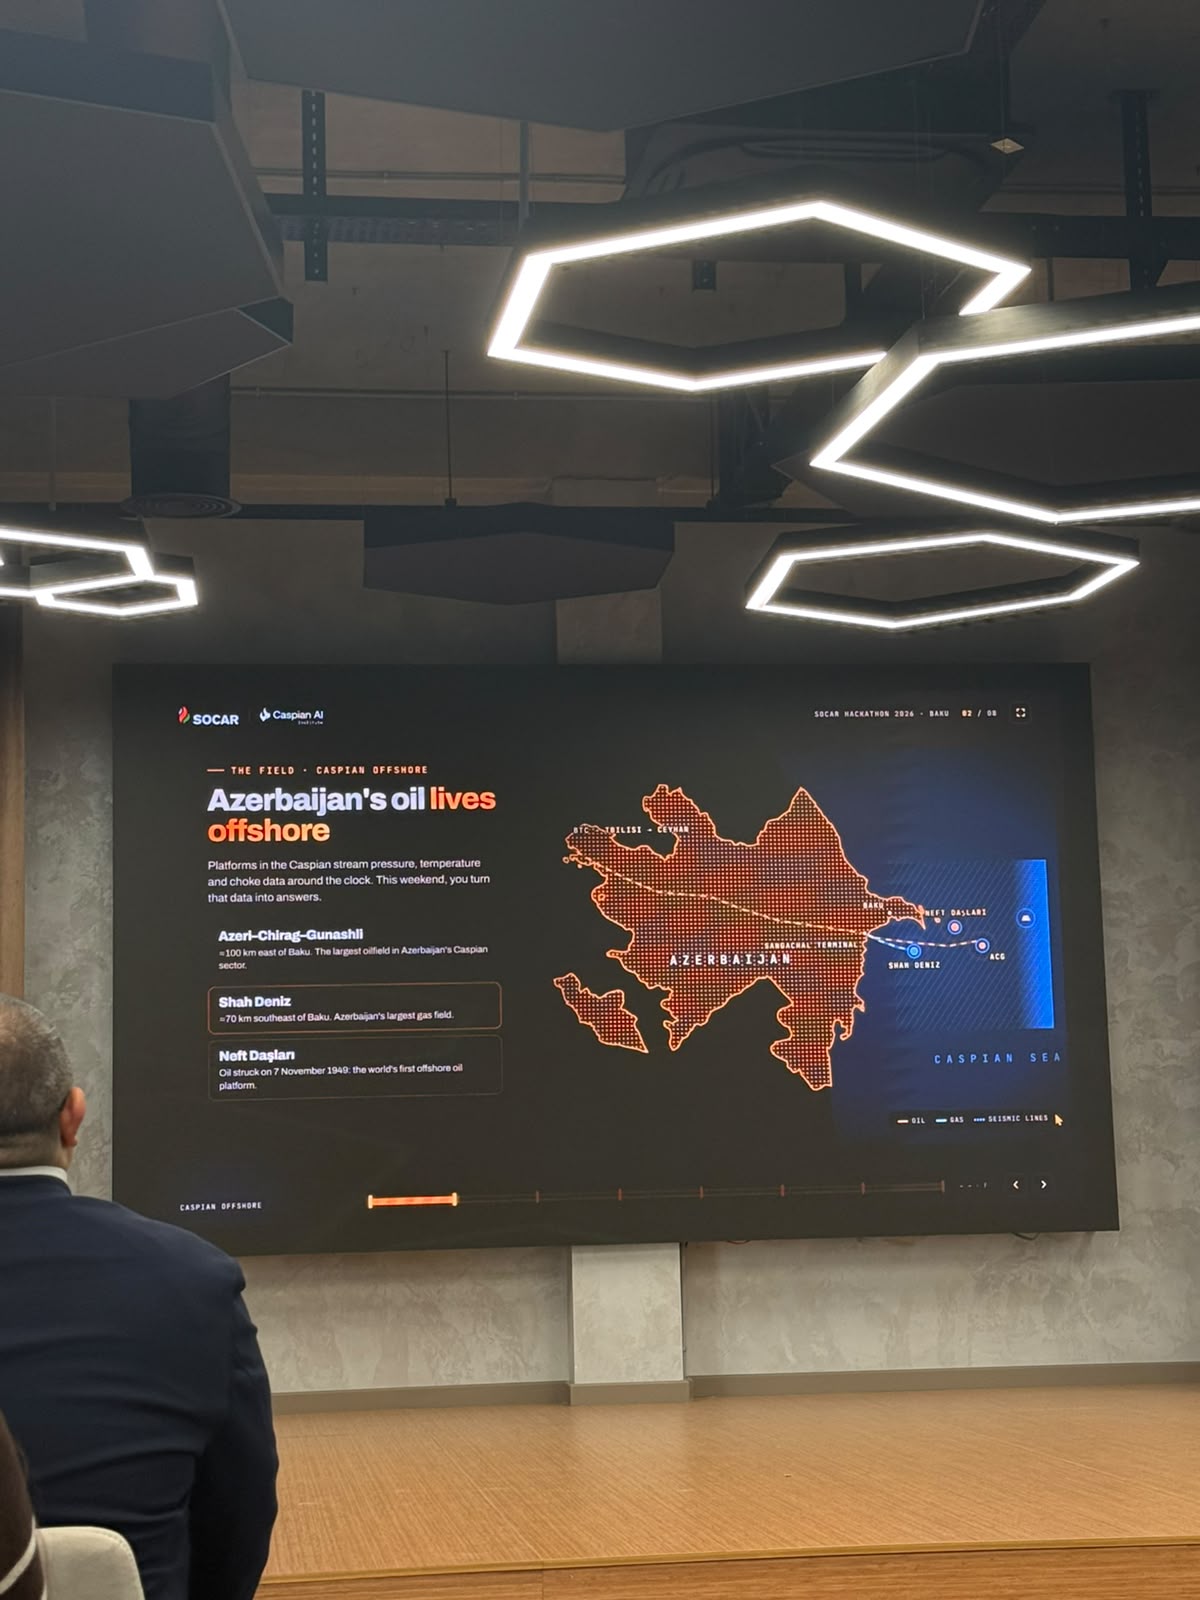 SOCAR
Caspian AI
SOCAR HACKATHON 2026 · BAKU 02 / 08
THE FIELD · CASPIAN OFFSHORE
Azerbaijan's oil lives
offshore
Platforms in the Caspian stream pressure, temperature
and choke data around the clock. This weekend, you turn
that data into answers.
Azeri–Chirag–Gunashli
≈100 km east of Baku. The largest oilfield in Azerbaijan's Caspian
sector.
Shah Deniz
≈70 km southeast of Baku. Azerbaijan's largest gas field.
Neft Daşları
Oil struck on 7 November 1949: the world's first offshore oil
platform.
BTC TBILISI → CEYHAN
BAKU
NEFT DAŞLARI
SANGACHAL TERMINAL
AZERBAIJAN
SHAH DENIZ
ACG
CASPIAN SEA
OIL GAS SEISMIC LINES
CASPIAN OFFSHORE